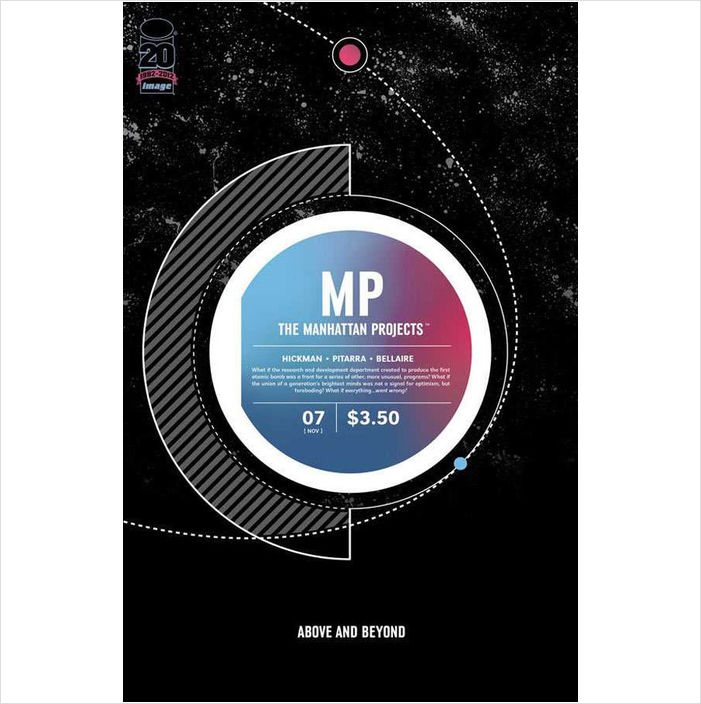 20
1992-2012
image
MP
THE MANHATTAN PROJECTS™
HICKMAN • PITARRA • BELLAIRE
What if the research and development department created to produce the first
atomic bomb was a front for a series of other, more unusual, programs? What if
the union of a generation's brightest minds was not a signal for optimism, but
foreboding? What if everything...went wrong?
07
[ NOV ]
$3.50
ABOVE AND BEYOND